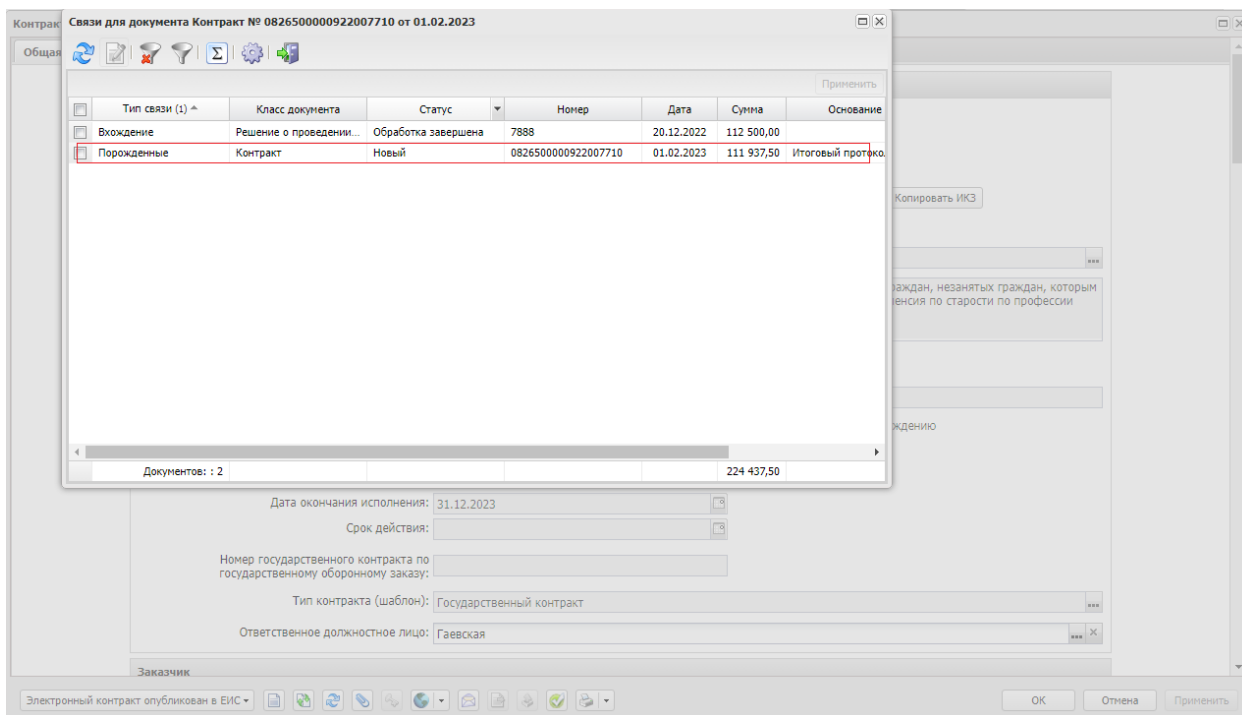 Контрак
Связи для документа Контракт № 0826500000922007710 от 01.02.2023
Общая
Применить
Тип связи (1) Класс документа Статус Номер Дата Сумма Основание
Вхождение Решение о проведении... Обработка завершена 7888 20.12.2022 112 500,00
Порожденные Контракт Новый 0826500000922007710 01.02.2023 111 937,50 Итоговый протоко
Копировать ИКЗ
раждан, незанятых граждан, которым
енсия по старости по профессии
ждению
Документов: : 2 224 437,50
Дата окончания исполнения: 31.12.2023
Срок действия:
Номер государственного контракта по
государственному оборонному заказу:
Тип контракта (шаблон): Государственный контракт
Ответственное должностное лицо: Гаевская
Заказчик
Электронный контракт опубликован в ЕИС ОК Отмена Применить